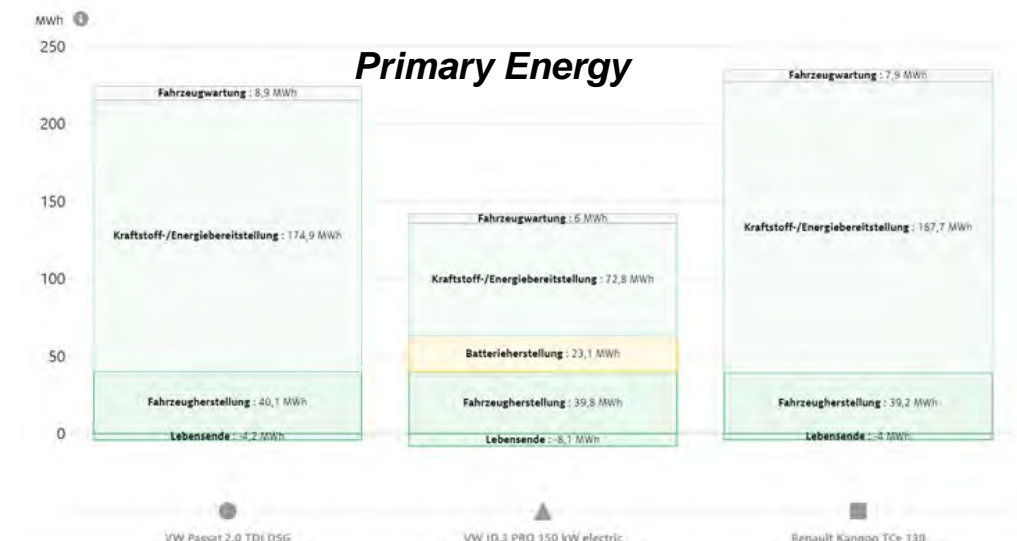 MWh
250
Primary Energy
Fahrzeugwartung : 7,9 MWh
Fahrzeugwartung : 8,9 MWh
200
150
Fahrzeugwartung : 6 MWh
Kraftstoff-/Energiebereitstellung : 187,7 MWh
Kraftstoff-/Energiebereitstellung : 174,9 MWh
100
Kraftstoff-/Energiebereitstellung : 72,8 MWh
50
Batterieherstellung : 23,1 MWh
Fahrzeugherstellung : 40,1 MWh
Fahrzeugherstellung : 39,8 MWh
Fahrzeugherstellung : 39,2 MWh
0
Lebensende : -4,2 MWh
Lebensende : -8,1 MWh
Lebensende : -4 MWh
VW Passat 2.0 TDI DSG
VW ID.3 PRO 150 kW electric
Renault Kangoo TCe 130